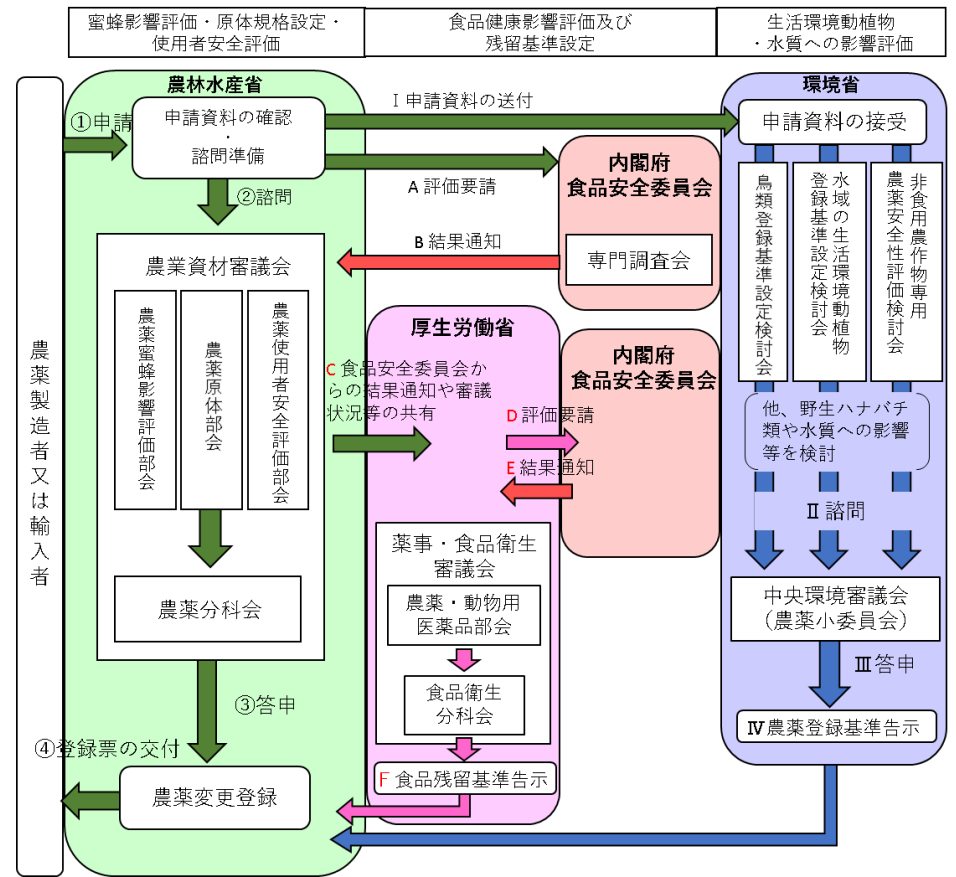 蜜蜂影響評価・原体規格設定・
使用者安全評価
食品健康影響評価及び
残留基準設定
生活環境動植物
・水質への影響評価
農薬製造者又は輸入者
農林水産省
①申請
申請資料の確認
・
諮問準備
②諮問
農業資材審議会
農薬蜜蜂影響評価部会
農薬原体部会
農薬使用者安全評価部会
農薬分科会
③答申
④登録票の交付
農薬変更登録
Ⅰ申請資料の送付
A 評価要請
B 結果通知
内閣府
食品安全委員会
専門調査会
厚生労働省
C 食品安全委員会か
らの結果通知や審議
状況等の共有
D 評価要請
E 結果通知
内閣府
食品安全委員会
薬事・食品衛生
審議会
農薬・動物用
医薬品部会
食品衛生
分科会
F 食品残留基準告示
環境省
申請資料の接受
鳥類登録基準設定検討会
水域の生活環境動植物
登録基準設定検討会
非食用農作物専用
農薬安全性評価検討会
他、野生ハナバチ
類や水質への影響
等を検討
Ⅱ諮問
中央環境審議会
（農薬小委員会）
Ⅲ答申
Ⅳ農薬登録基準告示